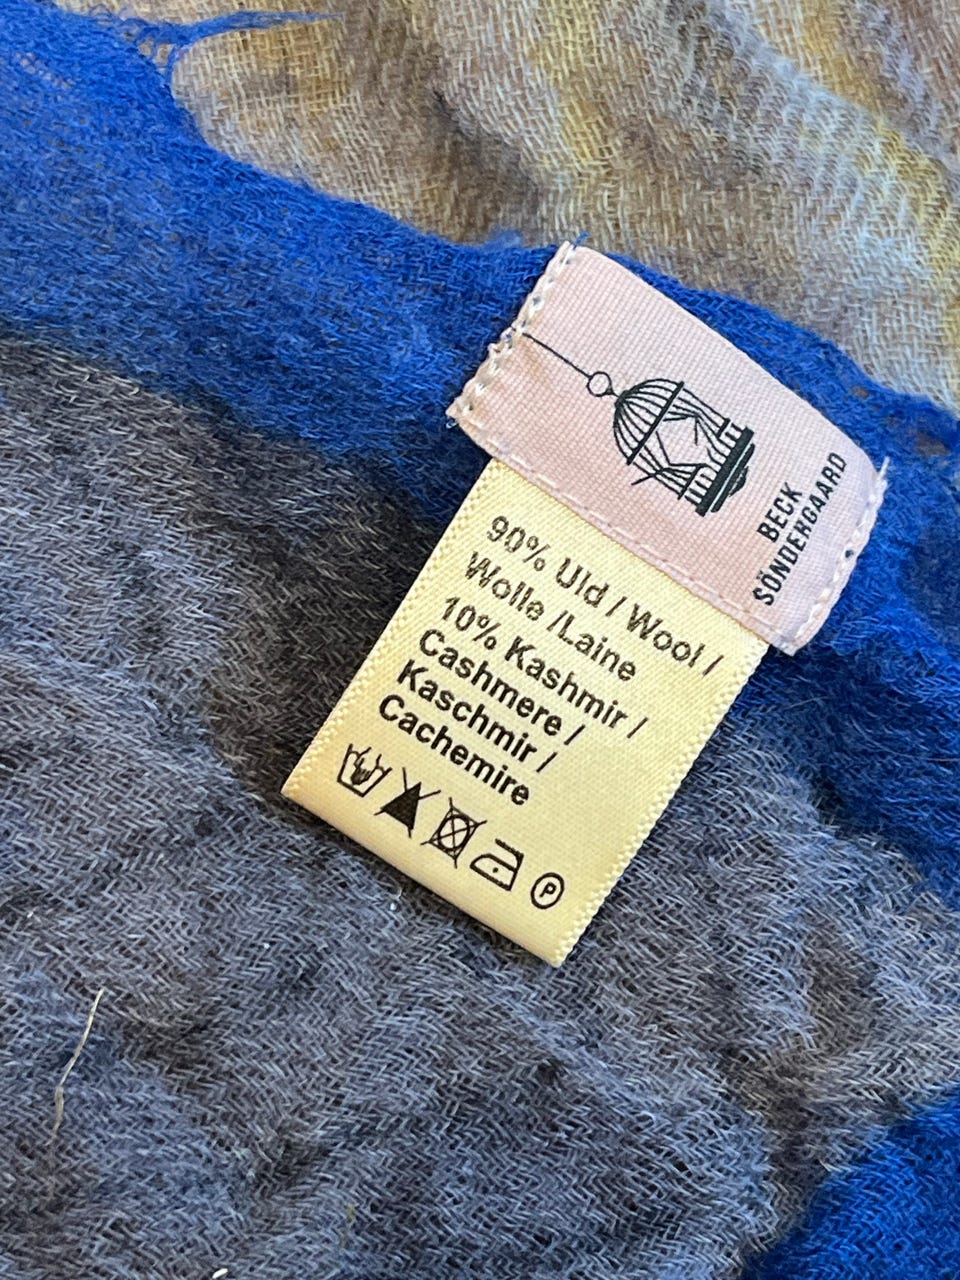 BECK
SÖNDERGAARD
90% Uld / Wool /
Wolle /Laine
10% Kashmir /
Cashmere /
Kaschmir /
Cachemire
P